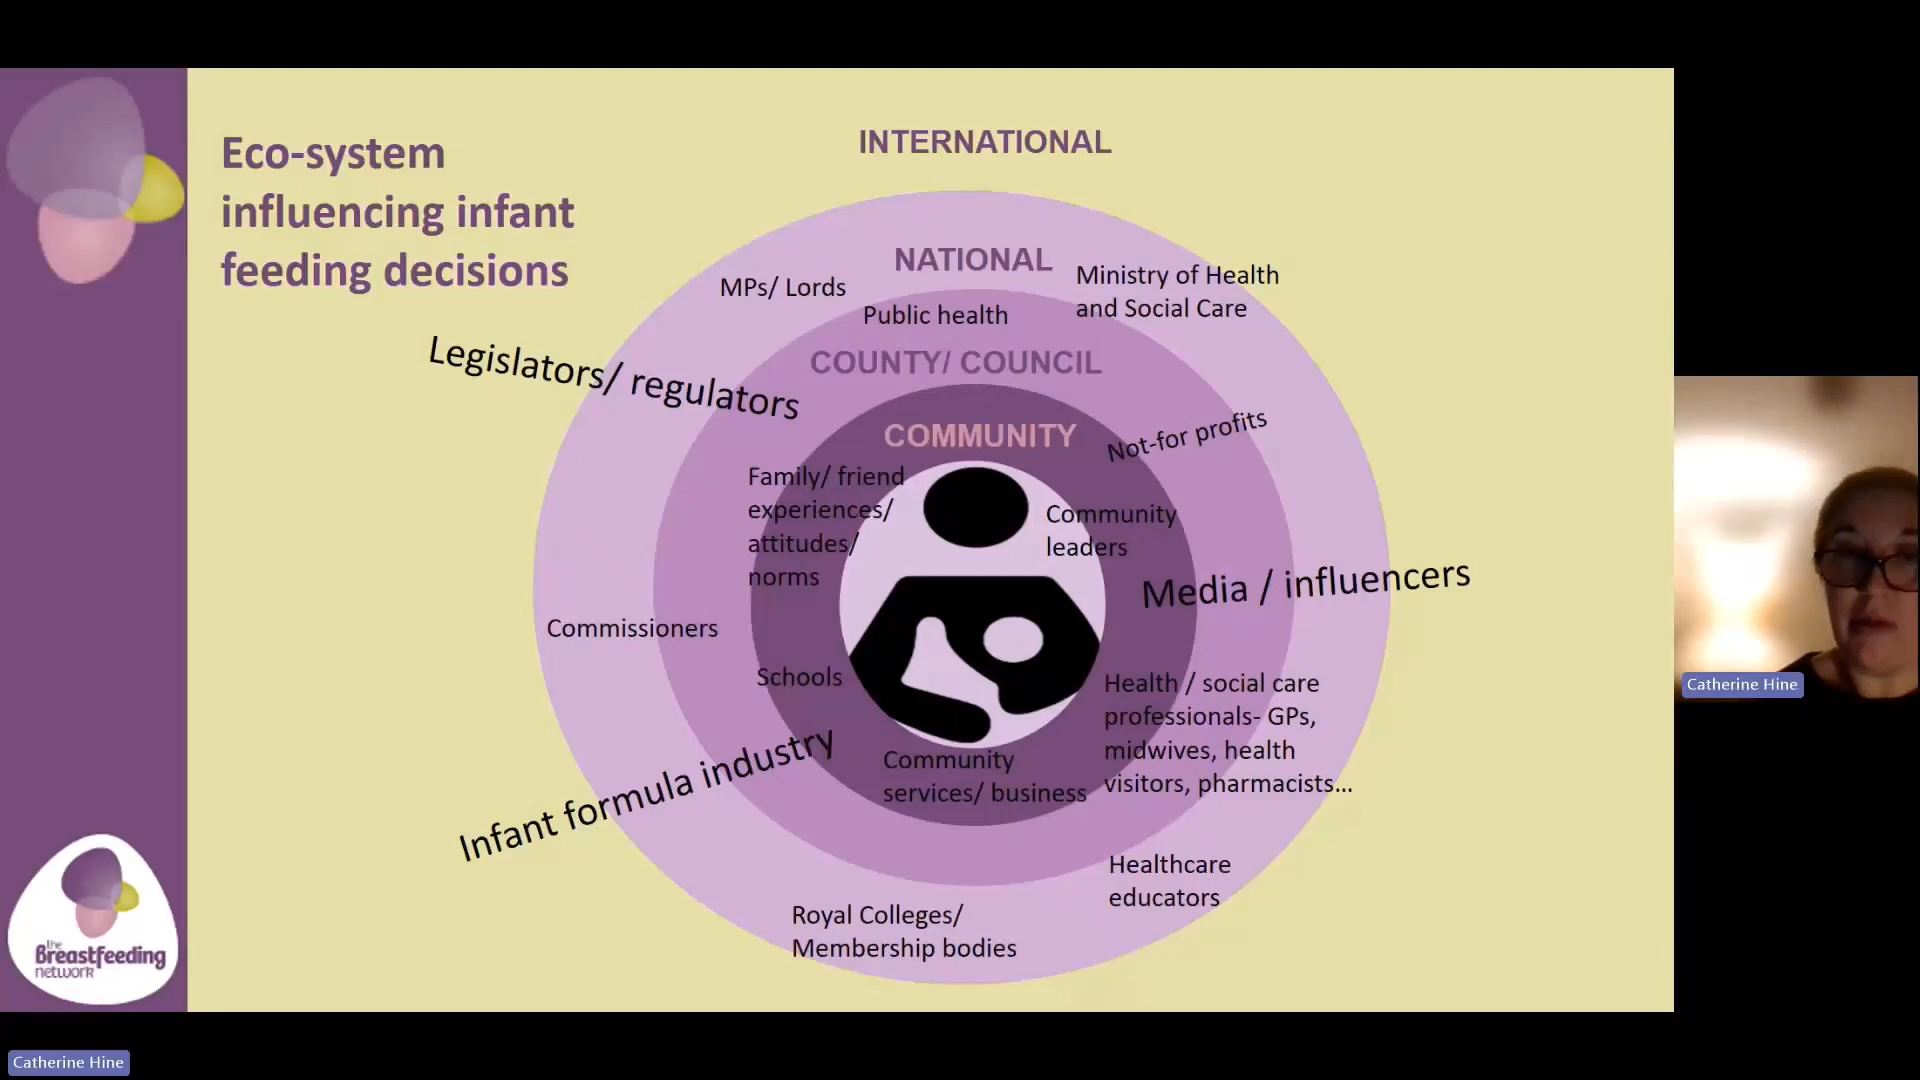 Eco-system
influencing infant
feeding decisions
INTERNATIONAL
NATIONAL
MPs/ Lords
Ministry of Health
and Social Care
Public health
COUNTY/ COUNCIL
Legislators/ regulators
COMMUNITY
Not-for profits
Family/ friend
experiences/
attitudes/
norms
Community
leaders
Media / influencers
Commissioners
Schools
Health / social care
professionals- GPs,
midwives, health
visitors, pharmacists...
Infant formula industry
Community
services/ business
Healthcare
educators
Royal Colleges/
Membership bodies
the
Breastfeeding
network
Catherine Hine
Catherine Hine